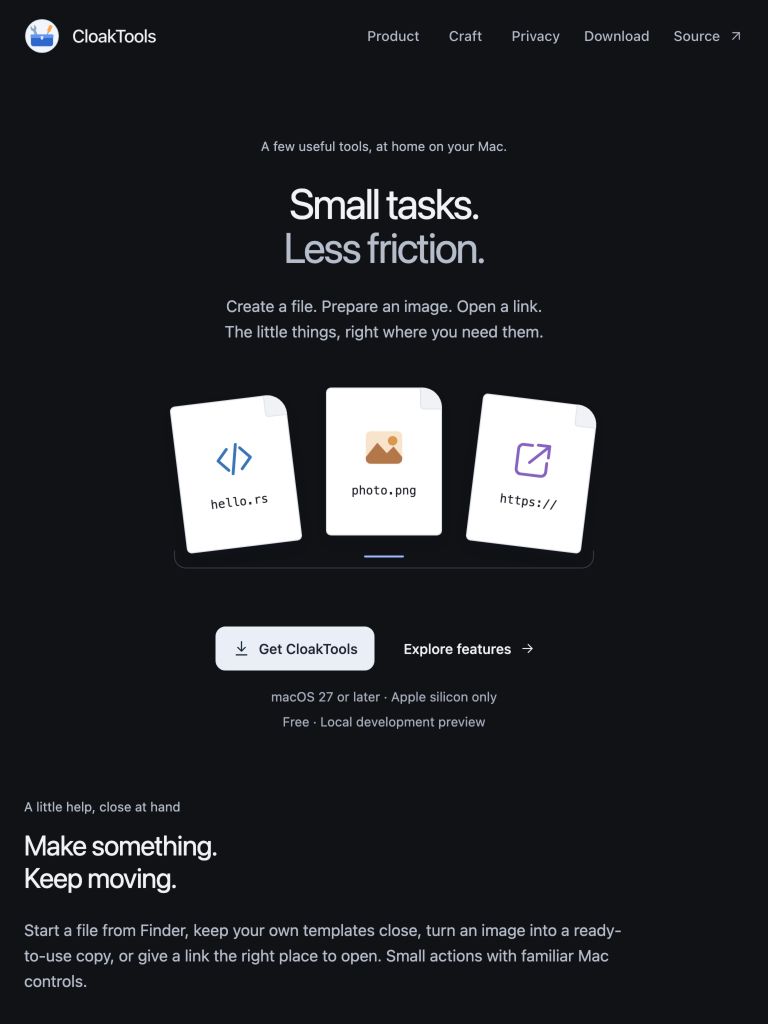 CloakTools
Product Craft Privacy Download Source
A few useful tools, at home on your Mac.
Small tasks.
Less friction.
Create a file. Prepare an image. Open a link.
The little things, right where you need them.
hello.rs
photo.png
https://
Get CloakTools
Explore features
macOS 27 or later · Apple silicon only
Free · Local development preview
A little help, close at hand
Make something.
Keep moving.
Start a file from Finder, keep your own templates close, turn an image into a ready-
to-use copy, or give a link the right place to open. Small actions with familiar Mac
controls.